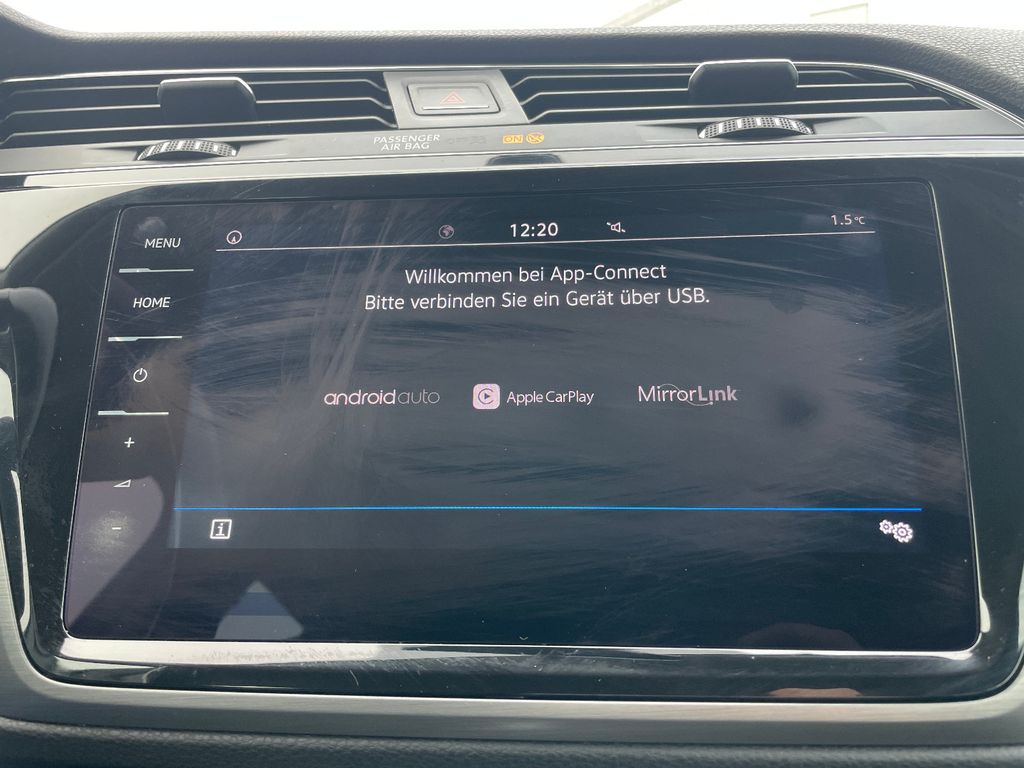 PASSENGER
AIR BAG
ON
MENU
12:20
1.5°C
HOME
Willkommen bei App-Connect
Bitte verbinden Sie ein Gerät über USB.
androidauto
Apple CarPlay
MirrorLink
+
-
i